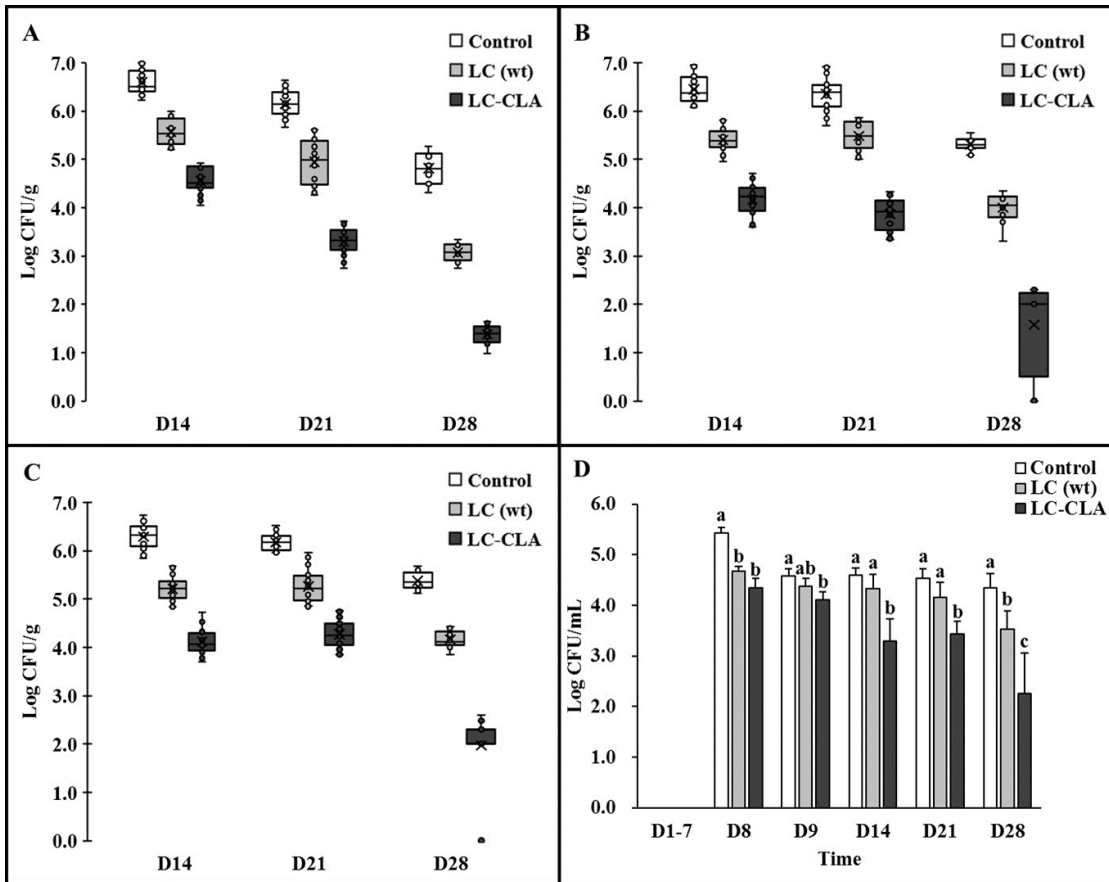 A
Control
LC (wt)
LC-CLA
7.0
6.0
5.0
4.0
3.0
2.0
1.0
0.0
Log CFU/g
D14 D21 D28
B
Control
LC (wt)
LC-CLA
7.0
6.0
5.0
4.0
3.0
2.0
1.0
0.0
Log CFU/g
D14 D21 D28
C
Control
LC (wt)
LC-CLA
7.0
6.0
5.0
4.0
3.0
2.0
1.0
0.0
Log CFU/g
D14 D21 D28
D
Control
LC (wt)
LC-CLA
6.0
5.0
4.0
3.0
2.0
1.0
0.0
Log CFU/mL
a b b a ab b a a b a a b a b c
D1-7 D8 D9 D14 D21 D28
Time